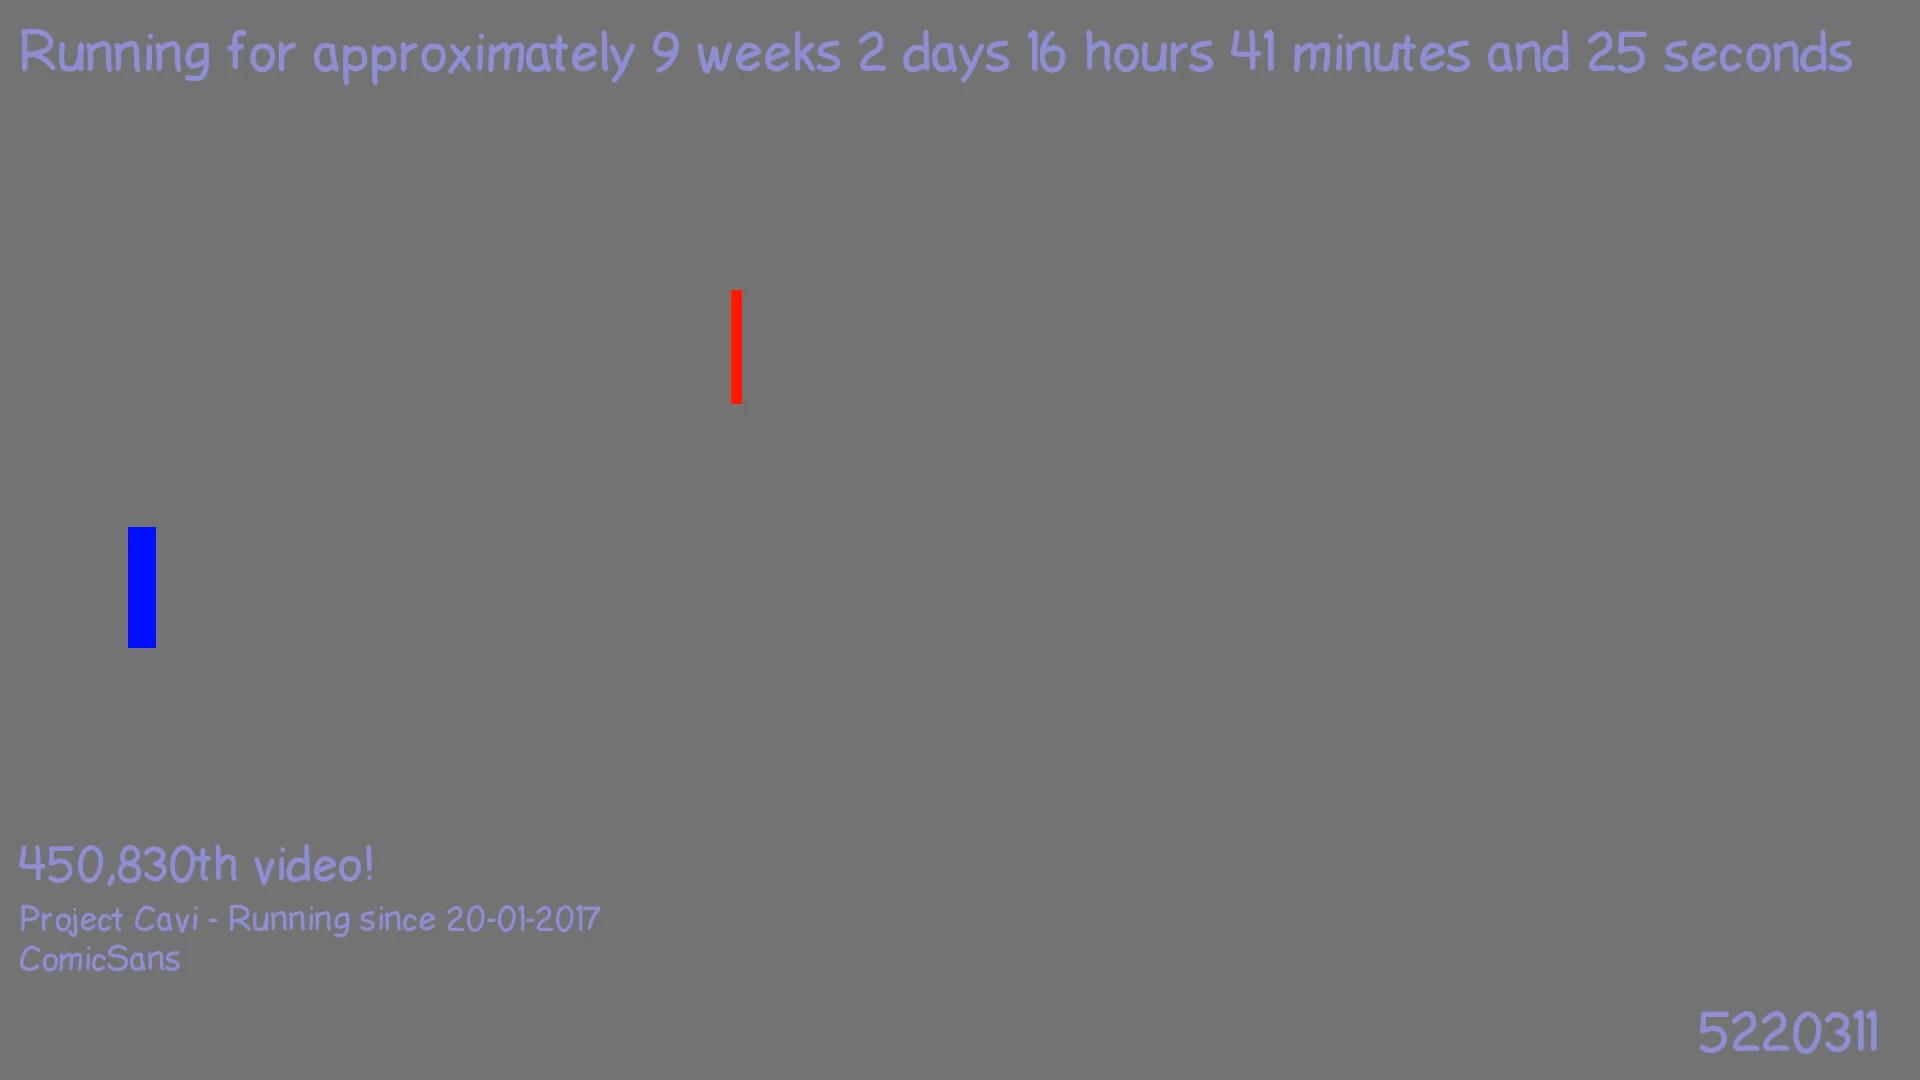 Running for approximately 9 weeks 2 days 16 hours 41 minutes and 25 seconds
450,830th video!
Project Cavi - Running since 20-01-2017
ComicSans
5220311